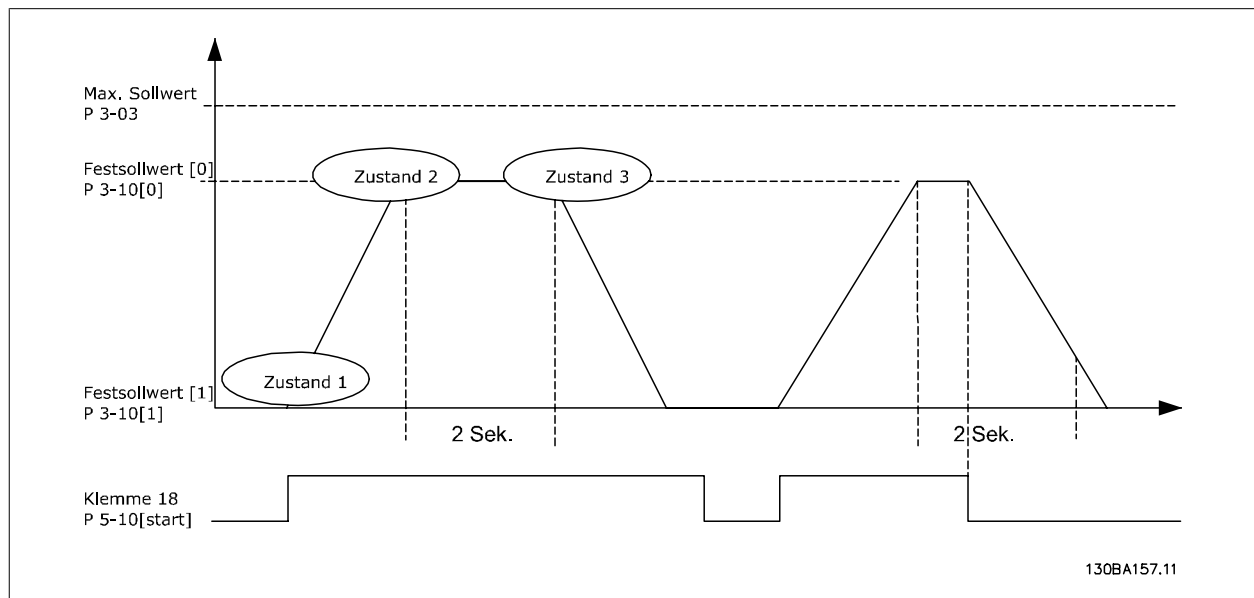 Max. Sollwert
P 3-03
Festsollwert [0]
P 3-10[0]
Zustand 2
Zustand 3
Zustand 1
Festsollwert [1]
P 3-10[1]
2 Sek.
2 Sek.
Klemme 18
P 5-10[start]
130BA157.11